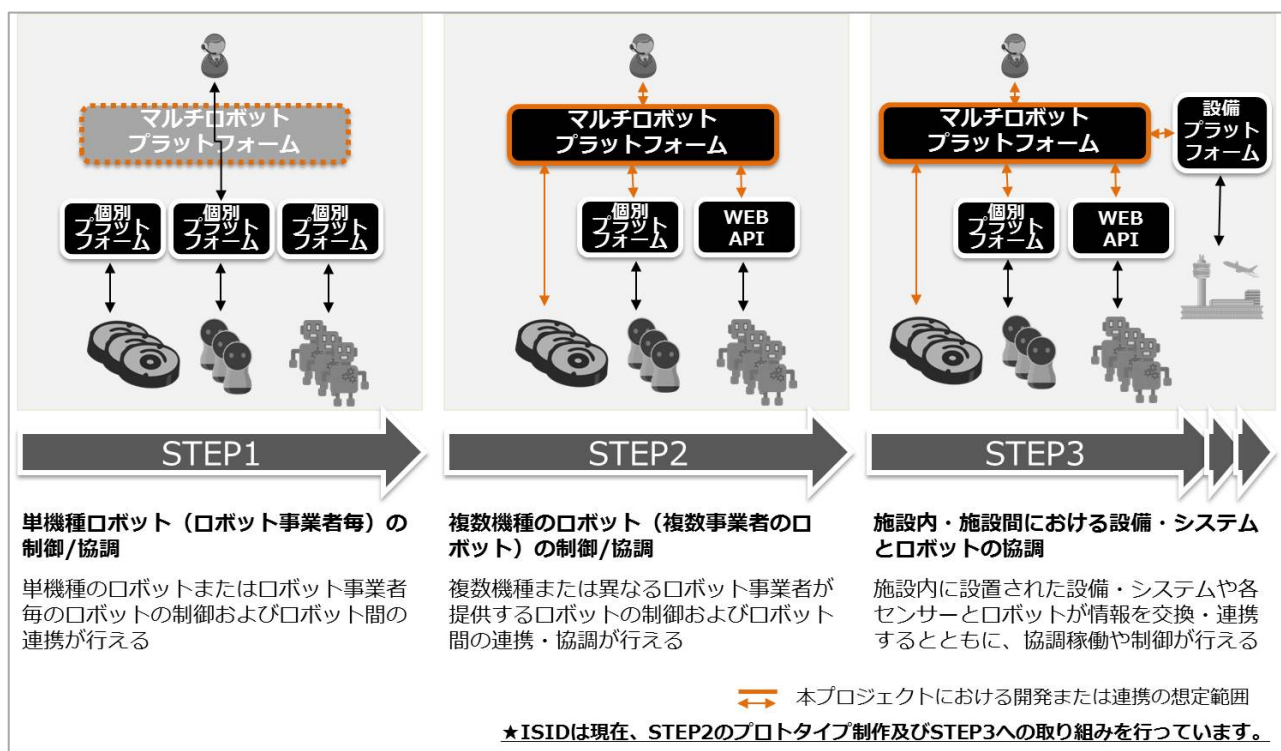 マルチロボット
プラットフォーム
個別
プラット
フォーム
個別
プラット
フォーム
個別
プラット
フォーム
STEP1
単機種ロボット（ロボット事業者毎）の
制御/協調
単機種のロボットまたはロボット事業者
毎のロボットの制御およびロボット間の
連携が行える
マルチロボット
プラットフォーム
個別
プラット
フォーム
WEB
API
STEP2
複数機種のロボット（複数事業者のロ
ボット）の制御/協調
複数機種または異なるロボット事業者が
提供するロボットの制御およびロボット
間の連携・協調が行える
マルチロボット
プラットフォーム
設備
プラット
フォーム
個別
プラット
フォーム
WEB
API
STEP3
施設内・施設間における設備・システム
とロボットの協調
施設内に設置された設備・システムや各
センサーとロボットが情報を交換・連携
するとともに、協調稼働や制御が行える
本プロジェクトにおける開発または連携の想定範囲
★ISIDは現在、STEP2のプロトタイプ制作及びSTEP3への取り組みを行っています。